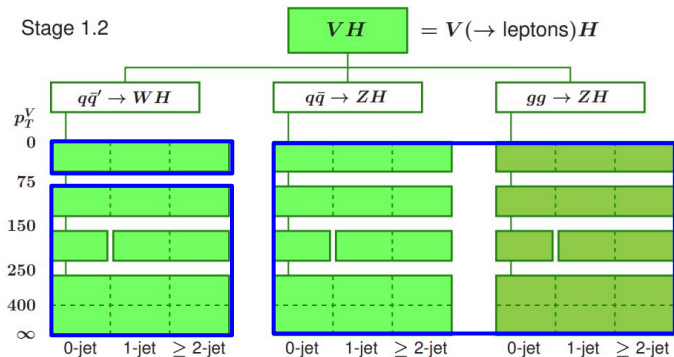 Stage 1.2
VH = V(→ leptons)H
qq̄′ → WH qq̄ → ZH gg → ZH
p_T^V
0
75
150
250
400
∞
0-jet 1-jet ≥ 2-jet 0-jet 1-jet ≥ 2-jet 0-jet 1-jet ≥ 2-jet